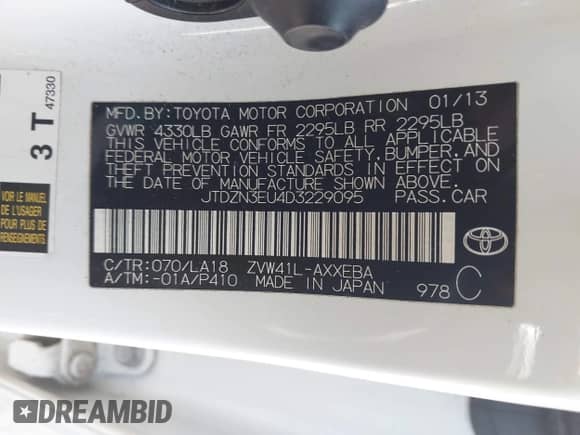 MFD.BY:TOYOTA MOTOR CORPORATION 01/13
GVWR 4330LB GAWR FR 2295LB RR 2295LB
THIS VEHICLE CONFORMS TO ALL APPLICABLE
FEDERAL MOTOR VEHICLE SAFETY,BUMPER,AND
THEFT PREVENTION STANDARDS IN EFFECT ON
THE DATE OF MANUFACTURE SHOWN ABOVE.
JTDZN3EU4D3229095 PASS.CAR
C/TR:070/LA18 ZVW41L-AXXEBA
A/TM:-01A/P410 MADE IN JAPAN 978 C
TOYOTA
3 T 47330
VOIR LE MANUEL
DE L'USAGER
POUR PLUS DE
RENSEIGNEMENTS
DREAMBID